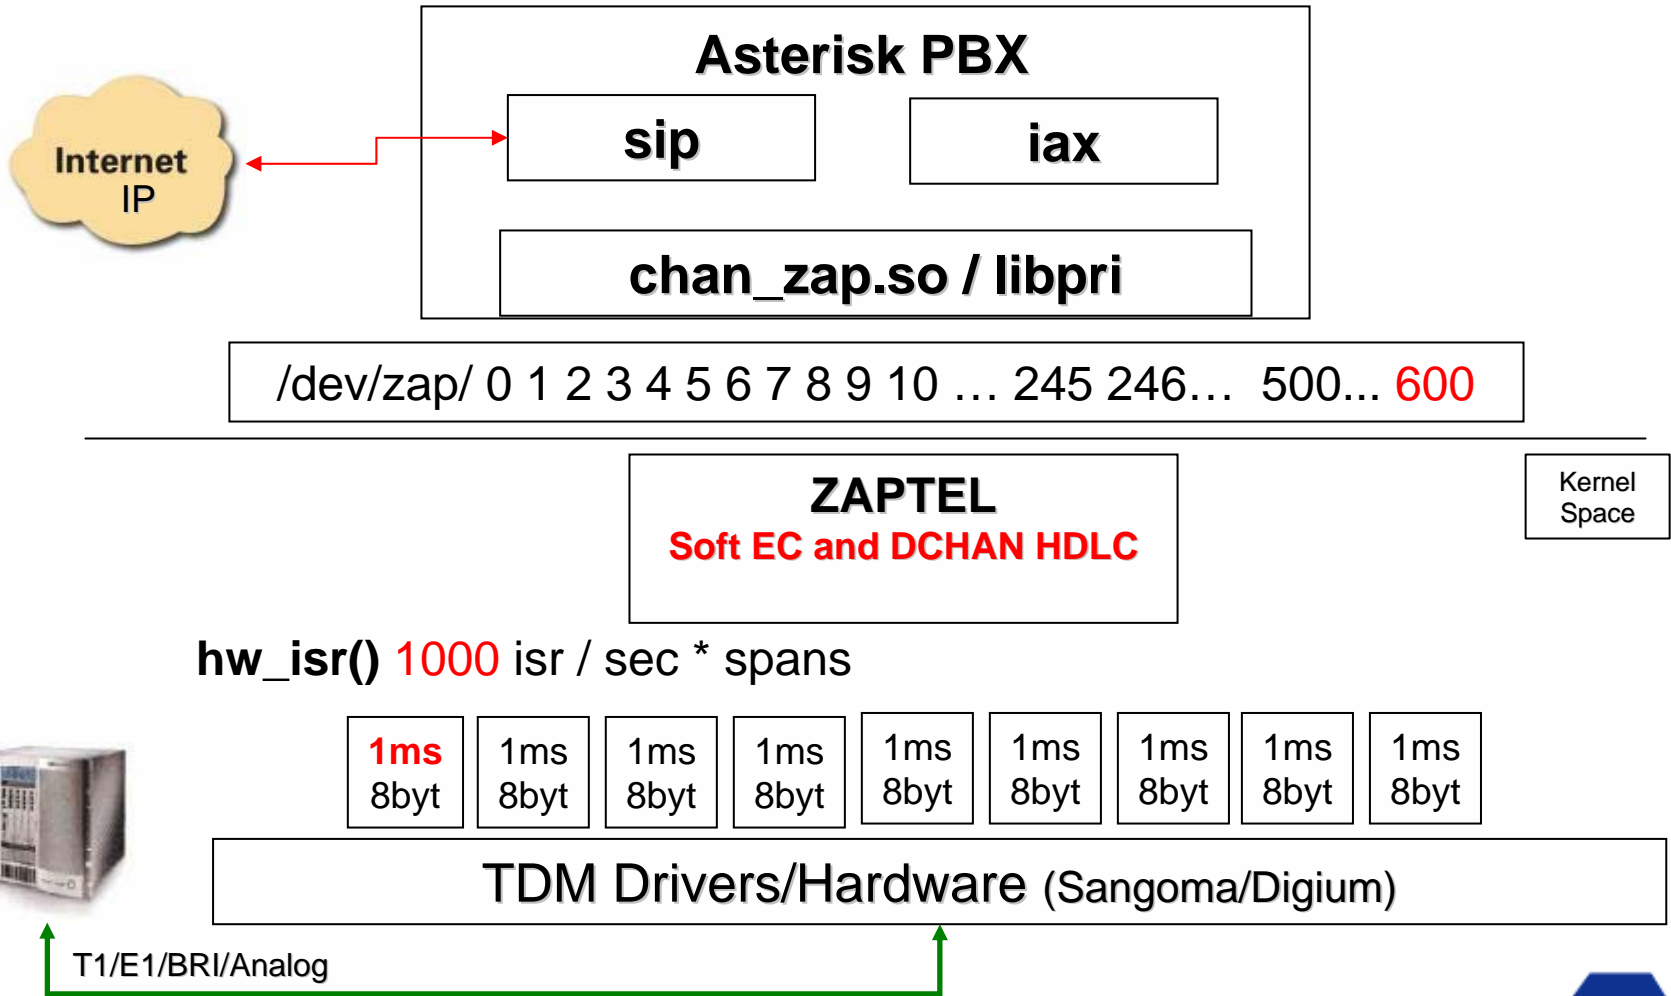 Asterisk PBX
sip
iax
Internet
IP
chan_zap.so / libpri
/dev/zap/ 0 1 2 3 4 5 6 7 8 9 10 … 245 246… 500... 600
ZAPTEL
Soft EC and DCHAN HDLC
Kernel
Space
hw_isr() 1000 isr / sec * spans
1ms
8byt
1ms
8byt
1ms
8byt
1ms
8byt
1ms
8byt
1ms
8byt
1ms
8byt
1ms
8byt
1ms
8byt
TDM Drivers/Hardware (Sangoma/Digium)
T1/E1/BRI/Analog